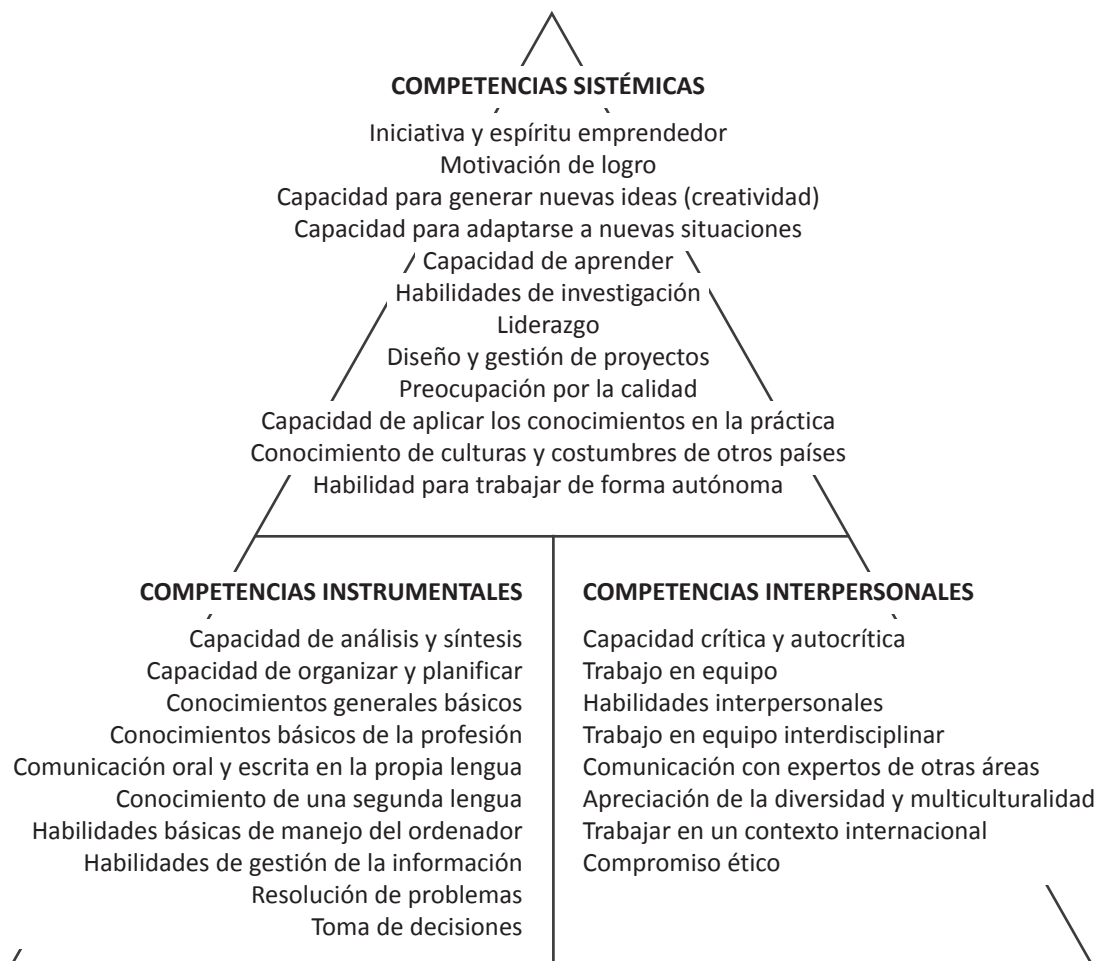 COMPETENCIAS SISTÉMICAS
Iniciativa y espíritu emprendedor
Motivación de logro
Capacidad para generar nuevas ideas (creatividad)
Capacidad para adaptarse a nuevas situaciones
Capacidad de aprender
Habilidades de investigación
Liderazgo
Diseño y gestión de proyectos
Preocupación por la calidad
Capacidad de aplicar los conocimientos en la práctica
Conocimiento de culturas y costumbres de otros países
Habilidad para trabajar de forma autónoma
COMPETENCIAS INSTRUMENTALES
Capacidad de análisis y síntesis
Capacidad de organizar y planificar
Conocimientos generales básicos
Conocimientos básicos de la profesión
Comunicación oral y escrita en la propia lengua
Conocimiento de una segunda lengua
Habilidades básicas de manejo del ordenador
Habilidades de gestión de la información
Resolución de problemas
Toma de decisiones
COMPETENCIAS INTERPERSONALES
Capacidad crítica y autocrítica
Trabajo en equipo
Habilidades interpersonales
Trabajo en equipo interdisciplinar
Comunicación con expertos de otras áreas
Apreciación de la diversidad y multiculturalidad
Trabajar en un contexto internacional
Compromiso ético